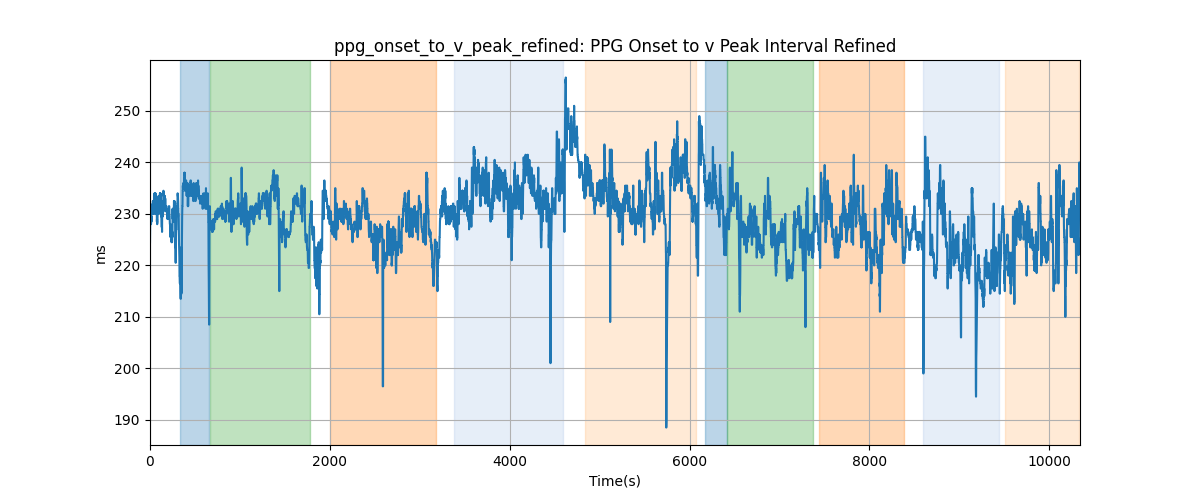 ppg_onset_to_v_peak_refined: PPG Onset to v Peak Interval Refined
250
240
230
220
210
200
190
ms
0 2000 4000 6000 8000 10000
Time(s)